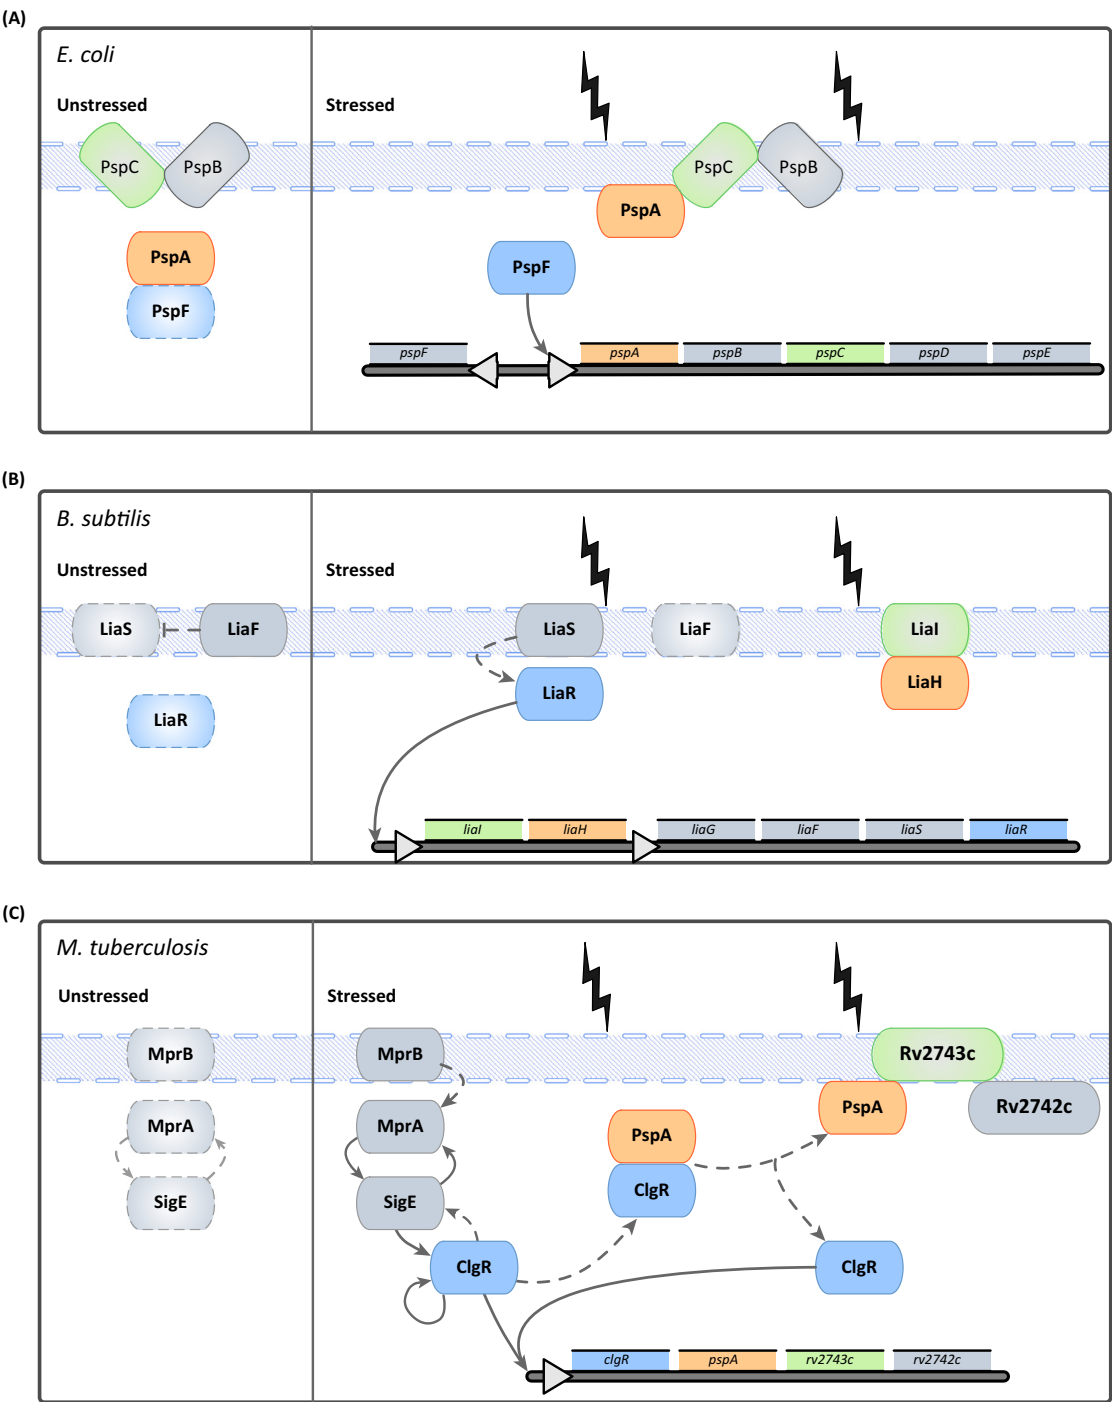 (A)
E. coli
Unstressed
Stressed
PspC
PspB
PspC
PspB
PspA
PspA
PspF
PspF
pspF
pspA
pspB
pspC
pspD
pspE
(B)
B. subtilis
Unstressed
Stressed
LiaS
LiaF
LiaS
LiaF
LiaI
LiaH
LiaR
LiaR
liaI
liaH
liaG
liaF
liaS
liaR
(C)
M. tuberculosis
Unstressed
Stressed
MprB
MprB
Rv2743c
MprA
MprA
PspA
PspA
Rv2742c
SigE
SigE
ClgR
ClgR
ClgR
clgR
pspA
rv2743c
rv2742c